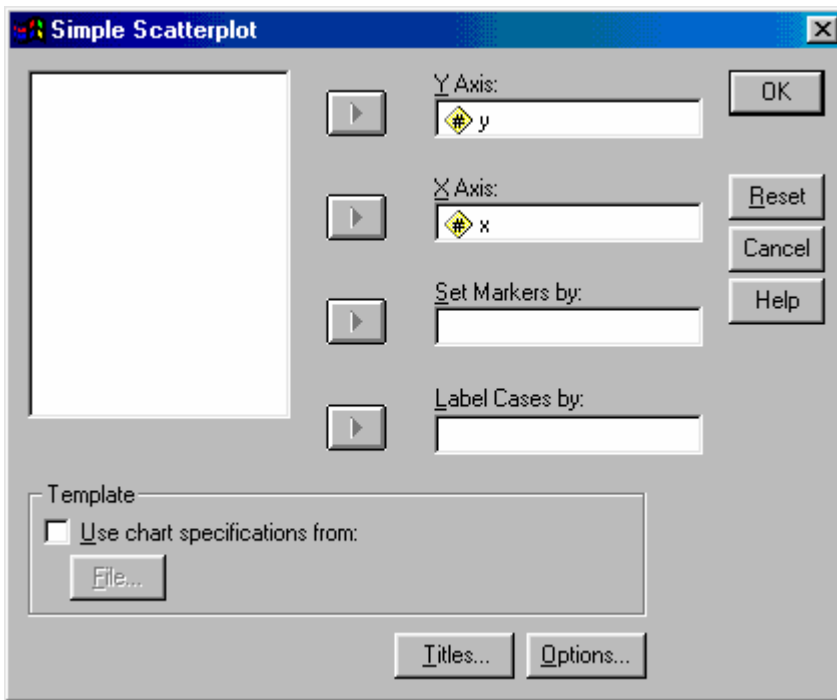 Simple Scatterplot
Y Axis:
# y
OK
X Axis:
# x
Reset
Cancel
Set Markers by:
Help
Label Cases by:
Template
Use chart specifications from:
File...
Titles...
Options...